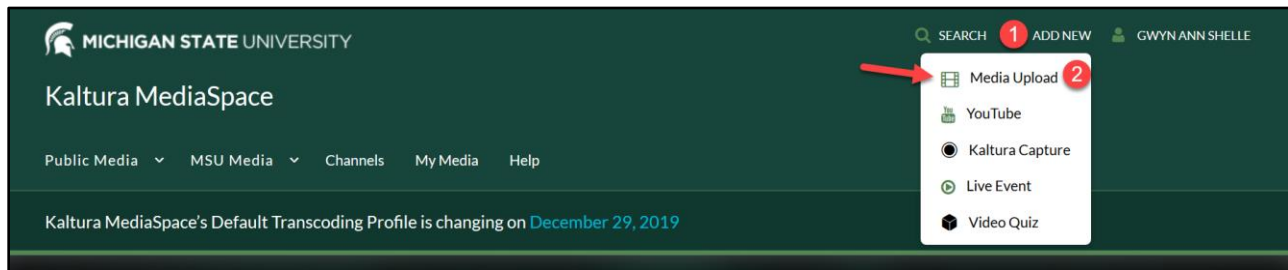 MICHIGAN STATE UNIVERSITY
SEARCH 1 ADD NEW GWYN ANN SHELLE
Kaltura MediaSpace
Media Upload 2
You Tube YouTube
Kaltura Capture
Public Media MSU Media Channels My Media Help
Live Event
Kaltura MediaSpace's Default Transcoding Profile is changing on December 29, 2019
Video Quiz